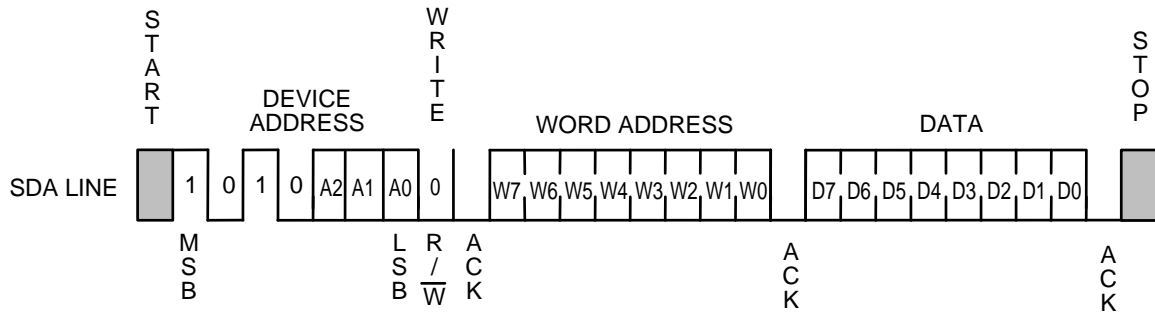 START
WRITE
STOP
DEVICE
ADDRESS
WORD ADDRESS
DATA
SDA LINE 1 0 1 0 A2 A1 A0 0 W7 W6 W5 W4 W3 W2 W1 W0 D7 D6 D5 D4 D3 D2 D1 D0
MSB
LSB
R/W
ACK
ACK
ACK